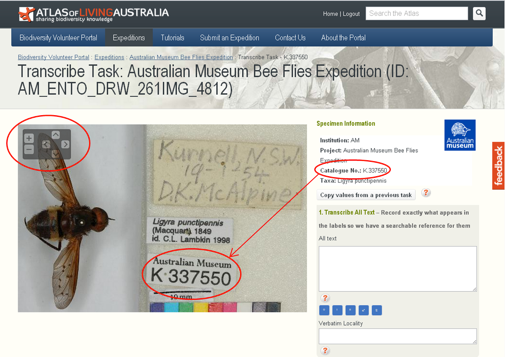 ATLAS OF LIVING AUSTRALIA
sharing biodiversity knowledge
Home | Logout
Search the Atlas
Biodiversity Volunteer Portal
Expeditions
Tutorials
Submit an Expedition
Contact Us
About the Portal
Biodiversity Volunteer Portal
Expeditions
Australian Museum Bee Flies Expedition
Transcribe Task - K.337550
Transcribe Task: Australian Museum Bee Flies Expedition (ID:
AM_ENTO_DRW_261IMG_4812)
Kurnell, N.S.W.
19-9-54
D.K. McAlpine
Ligyra punctipennis
(Macquart) 1849
id. C.L. Lambkin 1998
Australian Museum
K 337550
10 mm
Specimen Information
Institution: AM
Project: Australian Museum Bee Flies
Expedition
Catalogue No.: K.337550
Taxa: Ligyra punctipennis
Copy values from a previous task
?
australian
museum
feedback
1. Transcribe All Text – Record exactly what appears in
the labels so we have a searchable reference for them
All text
?
Verbatim Locality
?